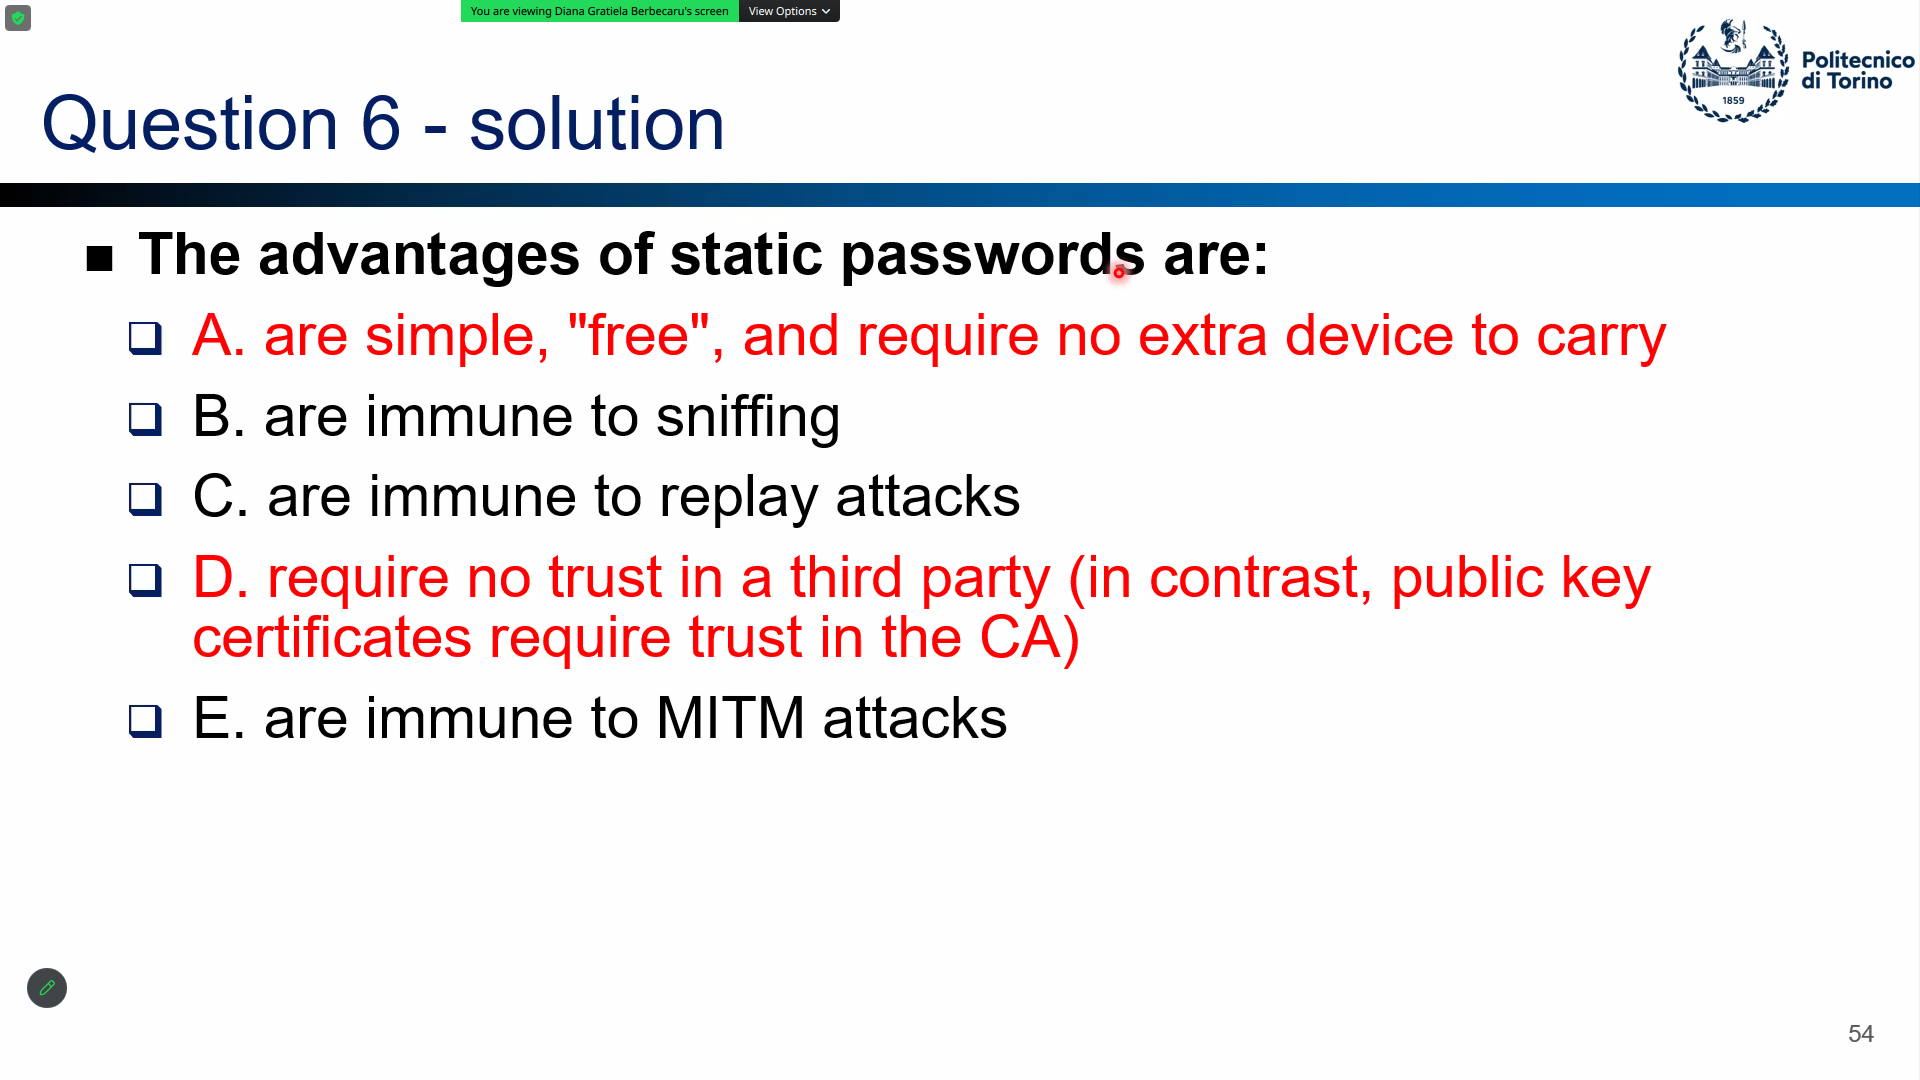 You are viewing Diana Gratiela Berbecaru's screen View Options
Politecnico
di Torino
1859
Question 6 - solution
The advantages of static passwords are:
A. are simple, "free", and require no extra device to carry
B. are immune to sniffing
C. are immune to replay attacks
D. require no trust in a third party (in contrast, public key
certificates require trust in the CA)
E. are immune to MITM attacks
54